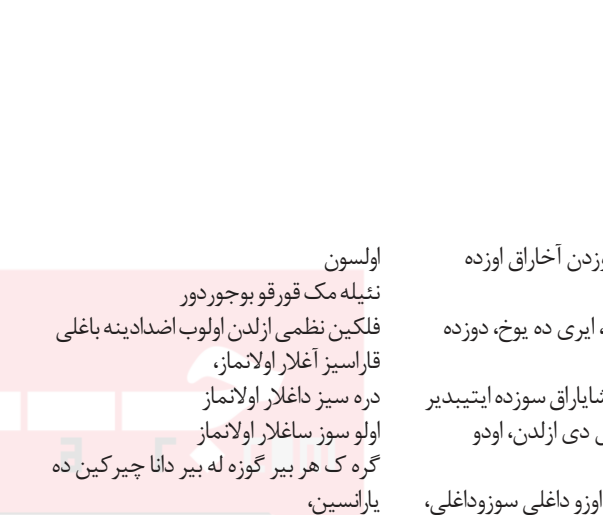 وزدن آخاراق اوزده
، ایری ده یوخ، دوزده
شایاراق سوزده ایتیبدیر
دی ازلدن، اودو
اوزو داغلی سوزوداغلی،
اولسون
نئیله مک قورقو بوجوردور
فلکین نظمی ازلدن اولوب اضدادینه باغلی
قاراسیز آغلار اولانماز،
دره سیز داغلار اولانماز
اولو سوز ساغلار اولانماز
گره ک هر بیر گوزه له بیر دانا چیرکین ده
یارانسین،